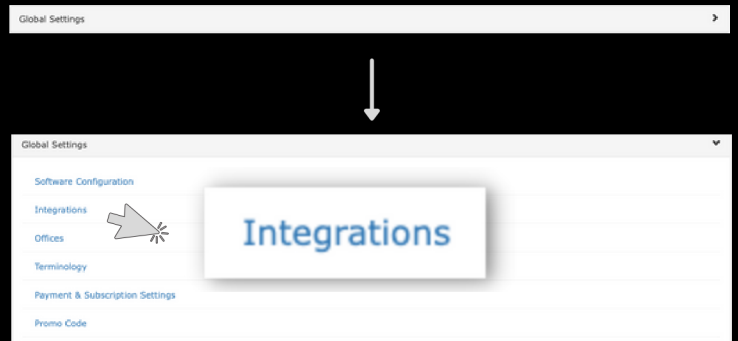 Global Settings
Global Settings
Software Configuration
Integrations
Integrations
Offices
Terminology
Payment & Subscription Settings
Promo Code